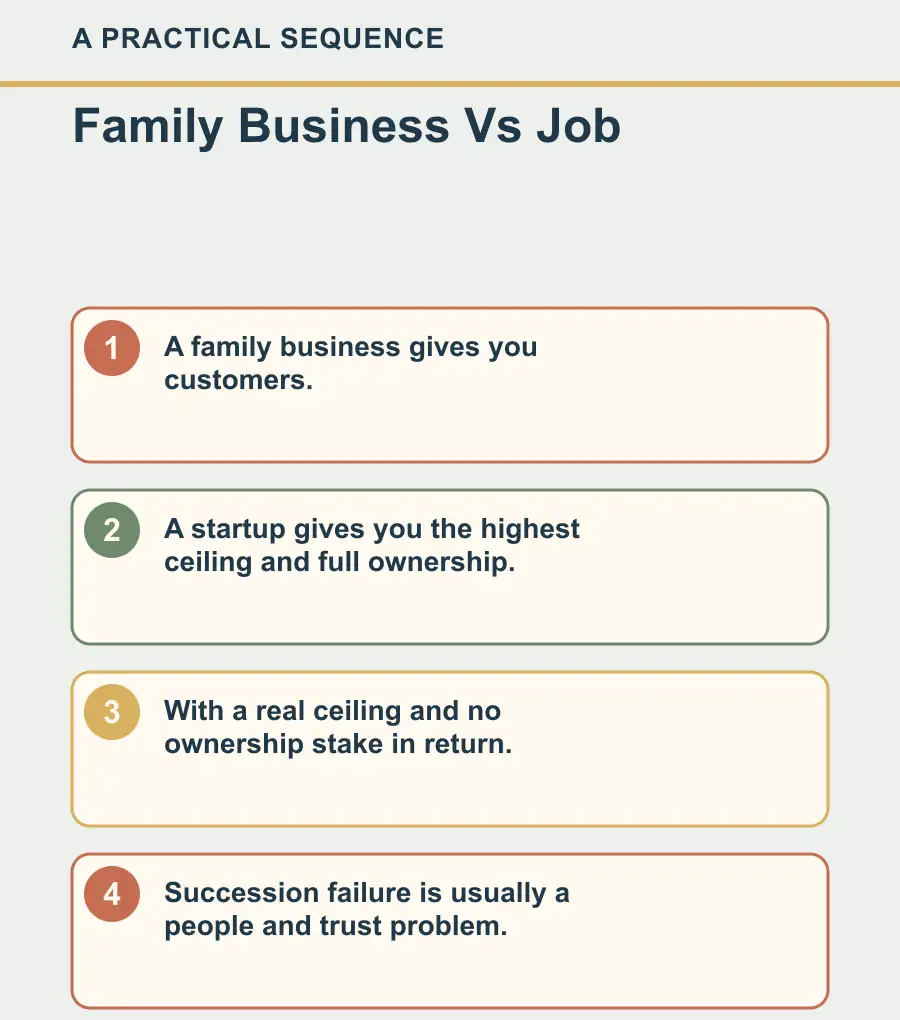 A PRACTICAL SEQUENCE
Family Business Vs Job
1
A family business gives you
customers.
2
A startup gives you the highest
ceiling and full ownership.
3
With a real ceiling and no
ownership stake in return.
4
Succession failure is usually a
people and trust problem.